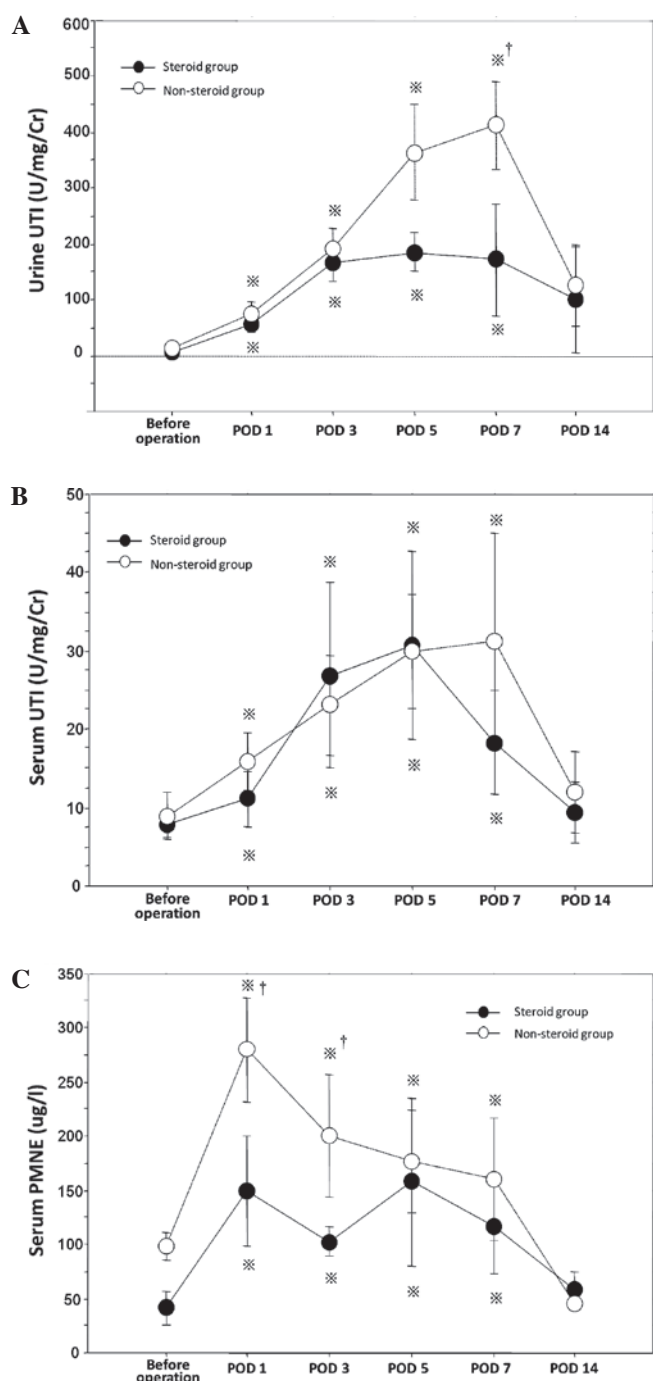 A
Urine UTI (U/mg/Cr)
600
500
400
300
200
100
0
Steroid group
Non-steroid group
※ †
※
※
※
※
※
※
※
Before operation
POD 1
POD 3
POD 5
POD 7
POD 14
B
Serum UTI (U/mg/Cr)
50
40
30
20
10
0
Steroid group
Non-steroid group
※
※
※
※
※
※
※
※
Before operation
POD 1
POD 3
POD 5
POD 7
POD 14
C
Serum PMNE (ug/l)
350
300
250
200
150
100
50
0
Steroid group
Non-steroid group
※ †
※ †
※
※
※
※
※
※
Before operation
POD 1
POD 3
POD 5
POD 7
POD 14